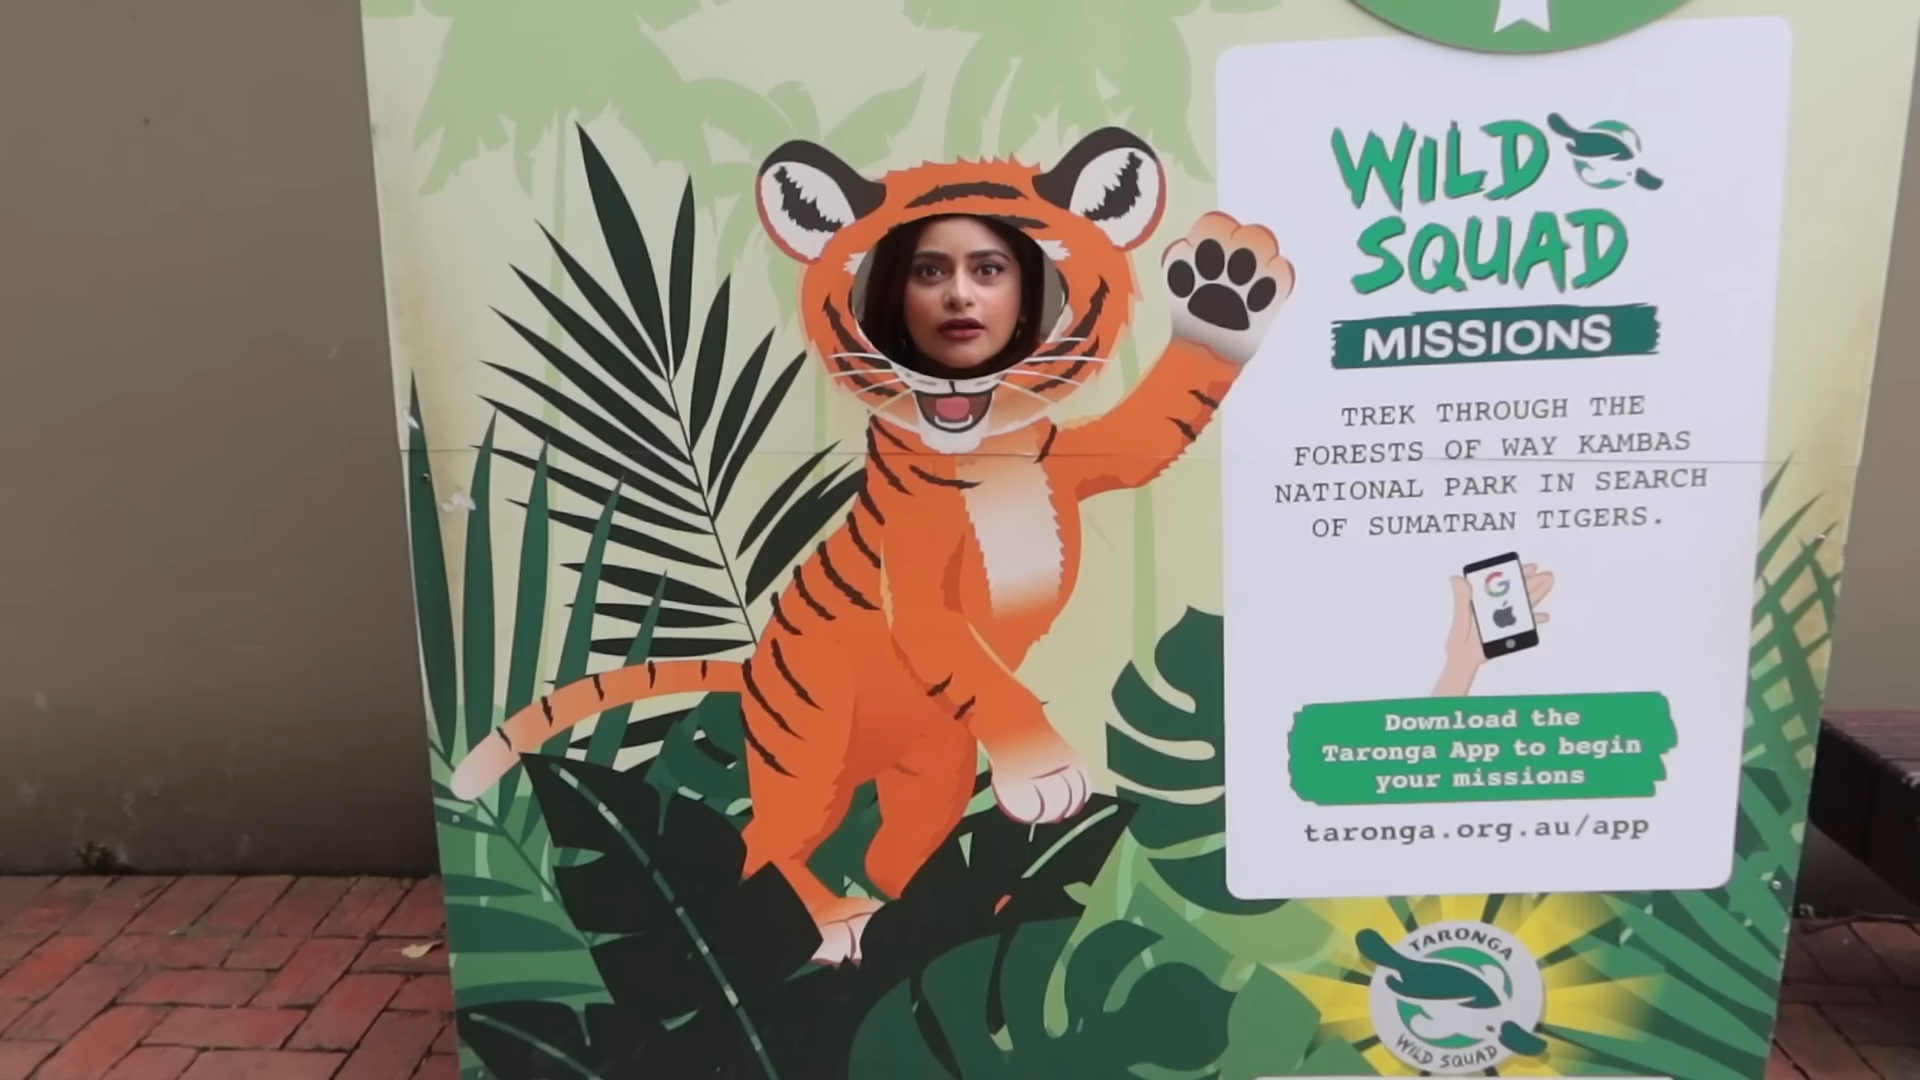 WILD
SQUAD
MISSIONS
TREK THROUGH THE
FORESTS OF WAY KAMBAS
NATIONAL PARK IN SEARCH
OF SUMATRAN TIGERS.
G
Download the
Taronga App to begin
your missions
taronga.org.au/app
TARONGA
WILD SQUAD